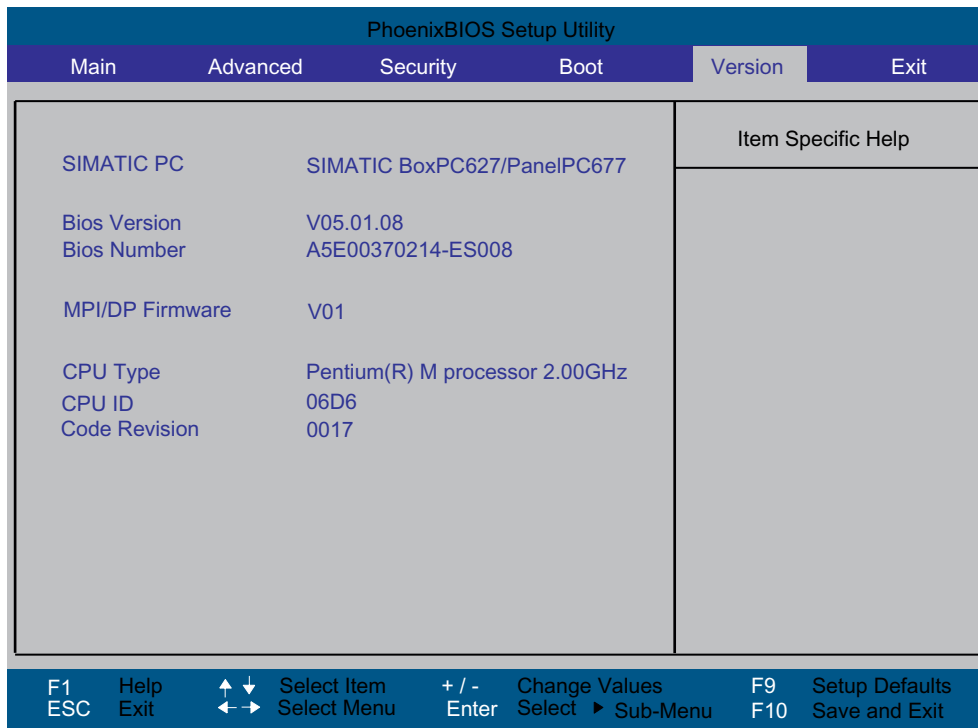 PhoenixBIOS Setup Utility
Main Advanced Security Boot Version Exit
Item Specific Help
SIMATIC PC SIMATIC BoxPC627/PanelPC677
Bios Version V05.01.08
Bios Number A5E00370214-ES008
MPI/DP Firmware V01
CPU Type Pentium(R) M processor 2.00GHz
CPU ID 06D6
Code Revision 0017
F1 Help Select Item + / - Change Values F9 Setup Defaults
ESC Exit Select Menu Enter Select Sub-Menu F10 Save and Exit